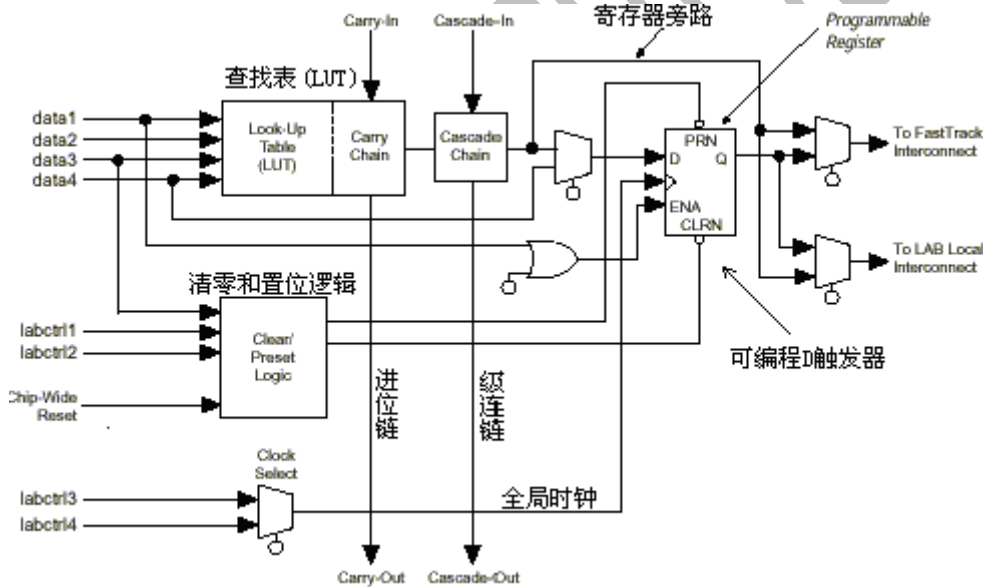 Carry-In
Cascade-In
寄存器旁路
Programmable
Register
查找表(LUT)
data1
data2
data3
data4
Look-Up
Table
(LUT)
Carry
Chain
Cascade
Chain
PRN
D
Q
ENA
CLRN
To FastTrack
Interconnect
To LAB Local
Interconnect
清零和置位逻辑
labctrl1
labctrl2
Chip-Wide
Reset
Clear/
Preset
Logic
进位链
级连链
可编程D触发器
Clock
Select
labctrl3
labctrl4
全局时钟
Carry-Out
Cascade-Out